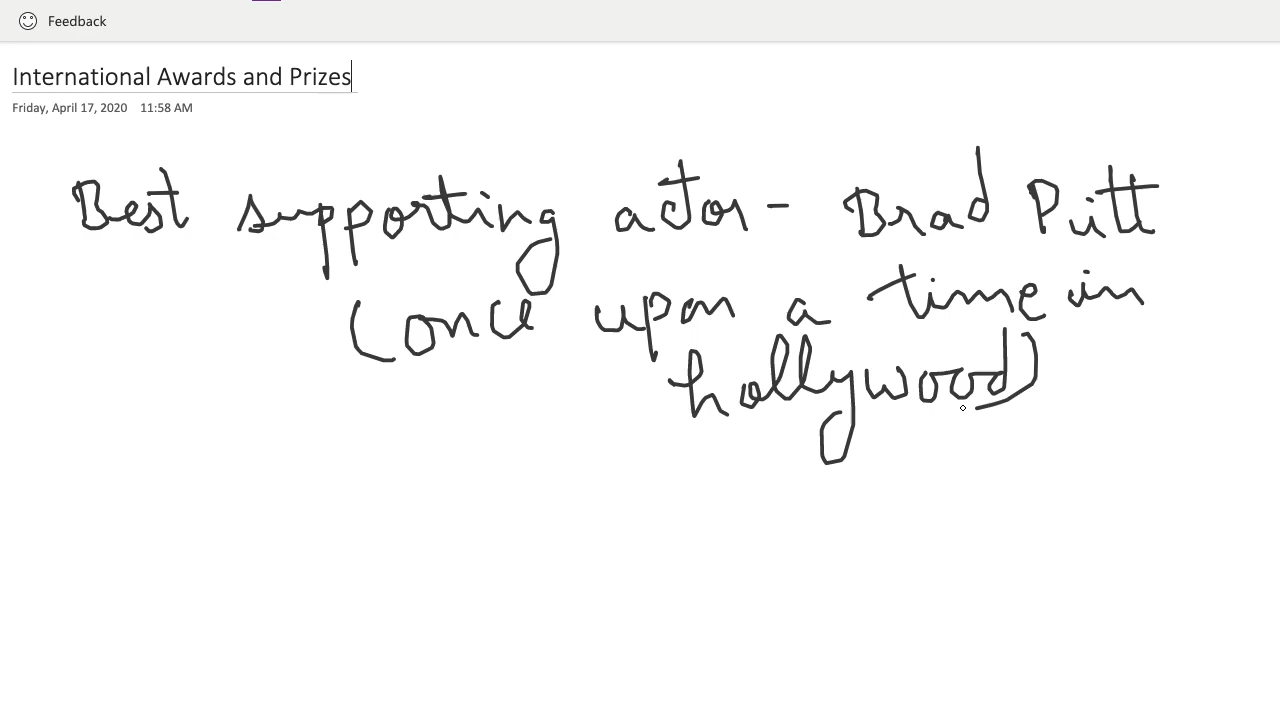 Feedback
International Awards and Prizes
Friday, April 17, 2020 11:58 AM
Best supporting actor - Brad Pitt
(once upon a time in
hollywood)